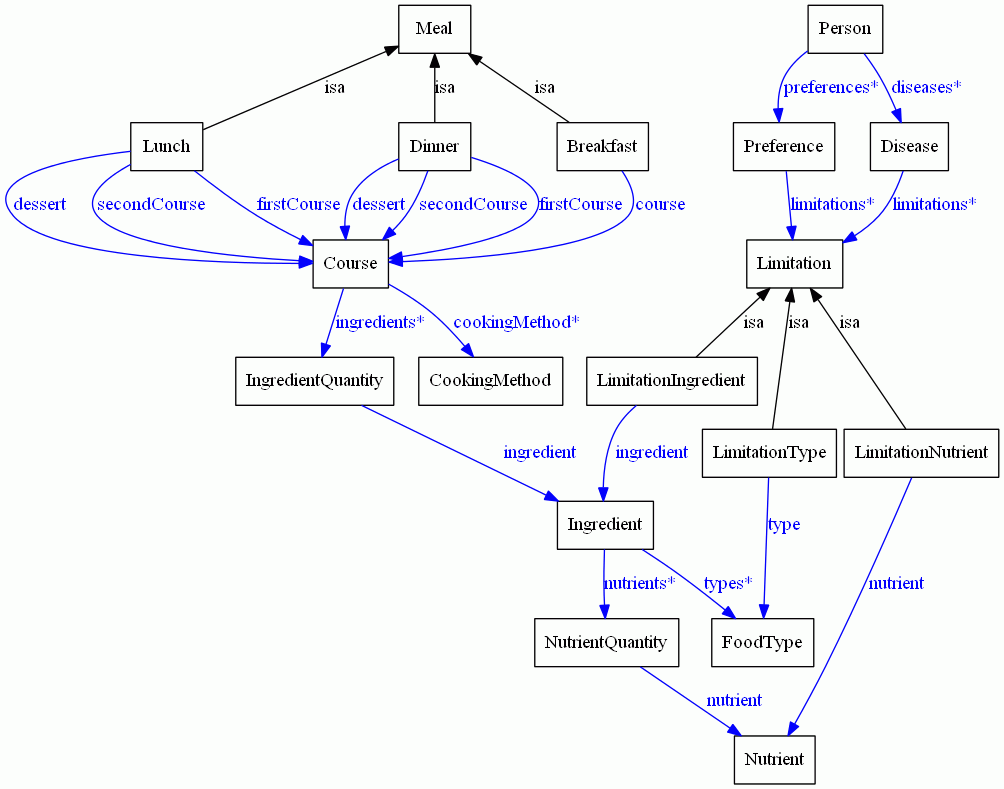 Meal
Person
isa
isa
isa
preferences*
diseases*
Lunch
Dinner
Breakfast
Preference
Disease
dessert
secondCourse
firstCourse
dessert
secondCourse
firstCourse
course
limitations*
limitations*
Course
Limitation
ingredients*
cookingMethod*
isa
isa
isa
IngredientQuantity
CookingMethod
LimitationIngredient
ingredient
ingredient
LimitationType
LimitationNutrient
Ingredient
type
nutrients*
types*
nutrient
NutrientQuantity
FoodType
nutrient
Nutrient